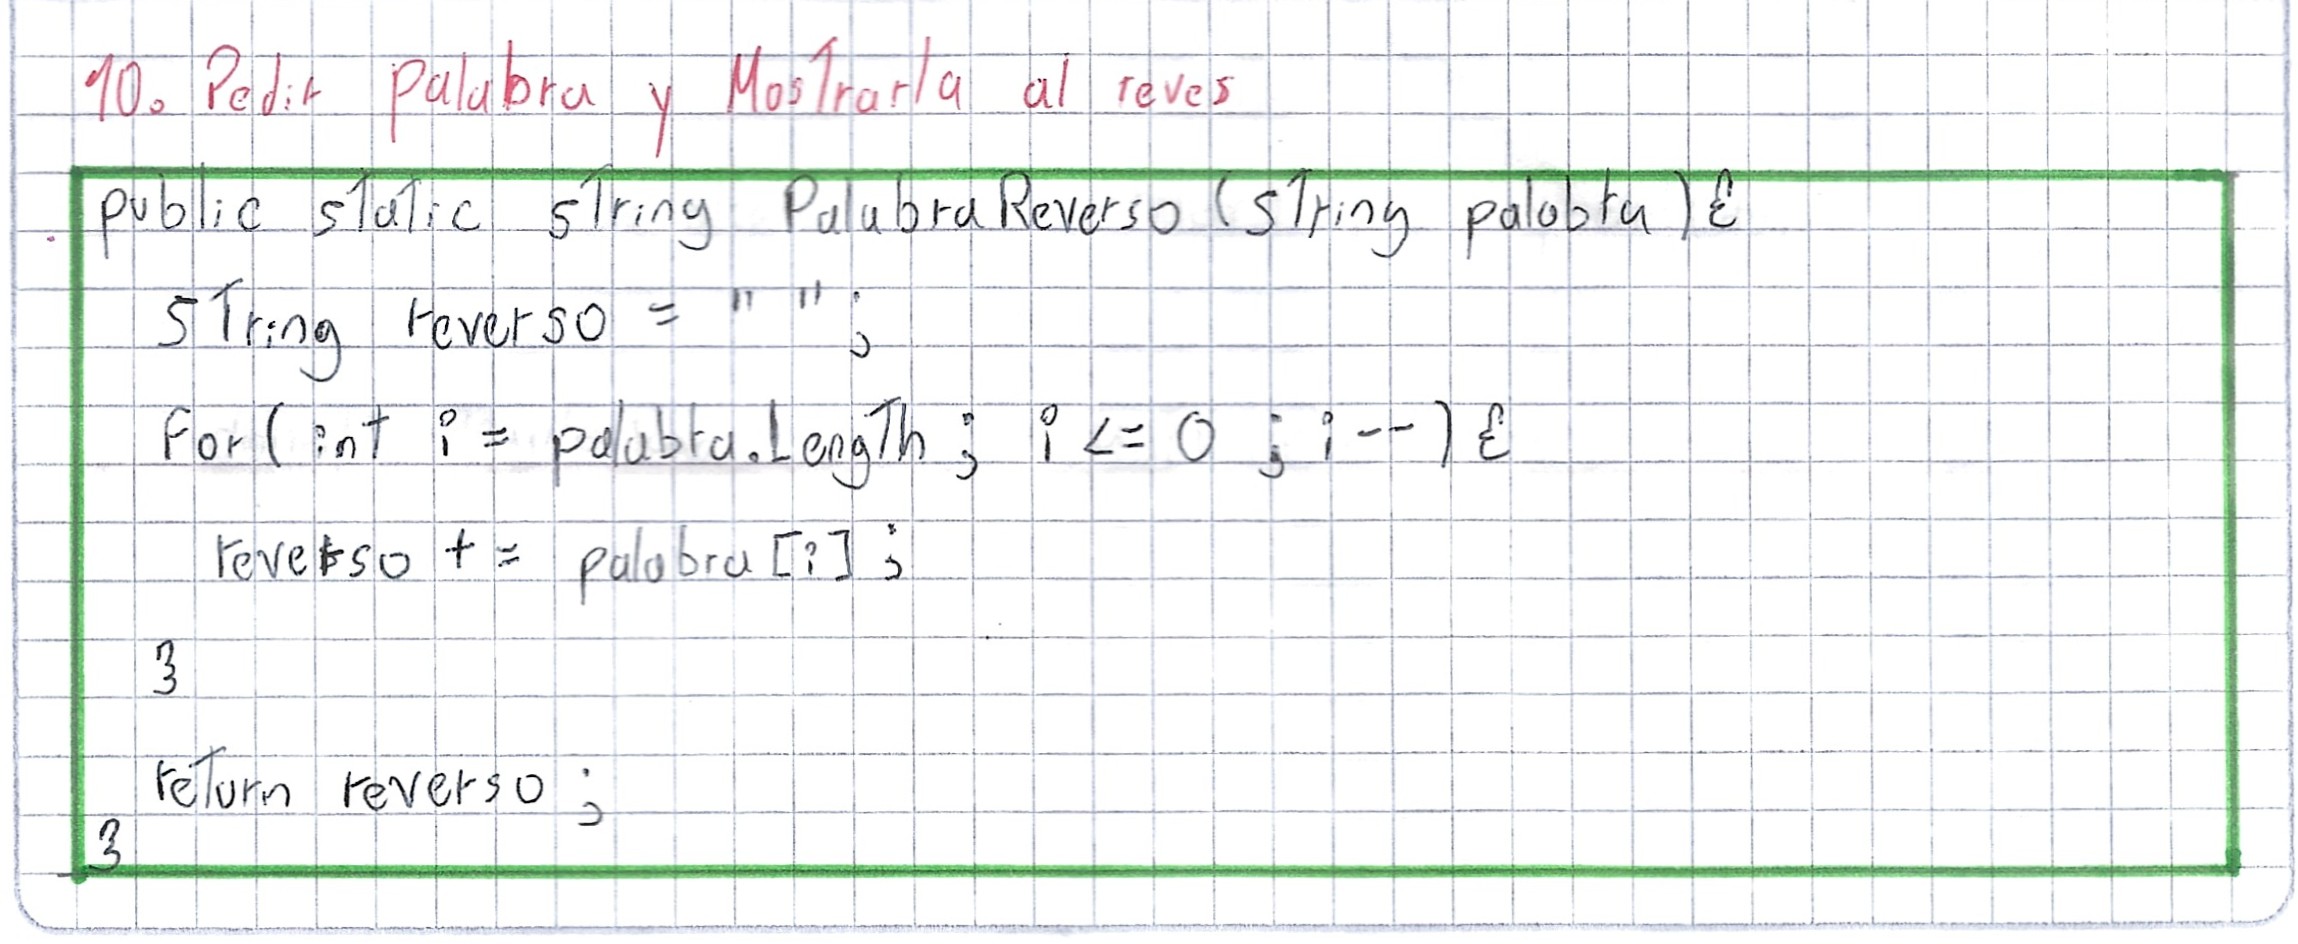 10. Pedir palabra y Mostrarla al reves
public static string PalabraReverso (string palabra) {
string reverso = " " ;
for ( int i = palabra.Length ; i <= 0 ; i -- ) {
reverso + = palabra [i] ;
}
return reverso ;
}